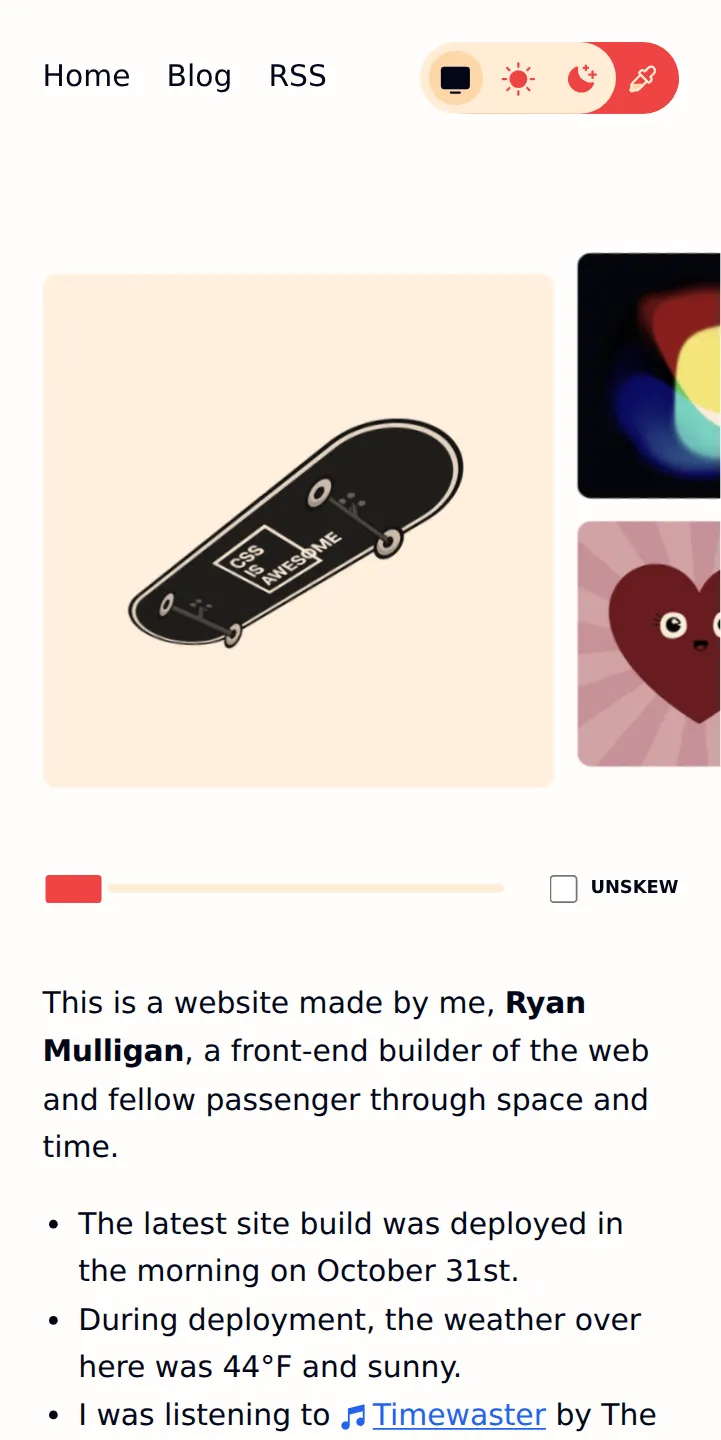 Home Blog RSS
CSS
IS
AWESOME
UNSKEW
This is a website made by me, Ryan
Mulligan, a front-end builder of the web
and fellow passenger through space and
time.
• The latest site build was deployed in
the morning on October 31st.
• During deployment, the weather over
here was 44°F and sunny.
• I was listening to Timewaster by The